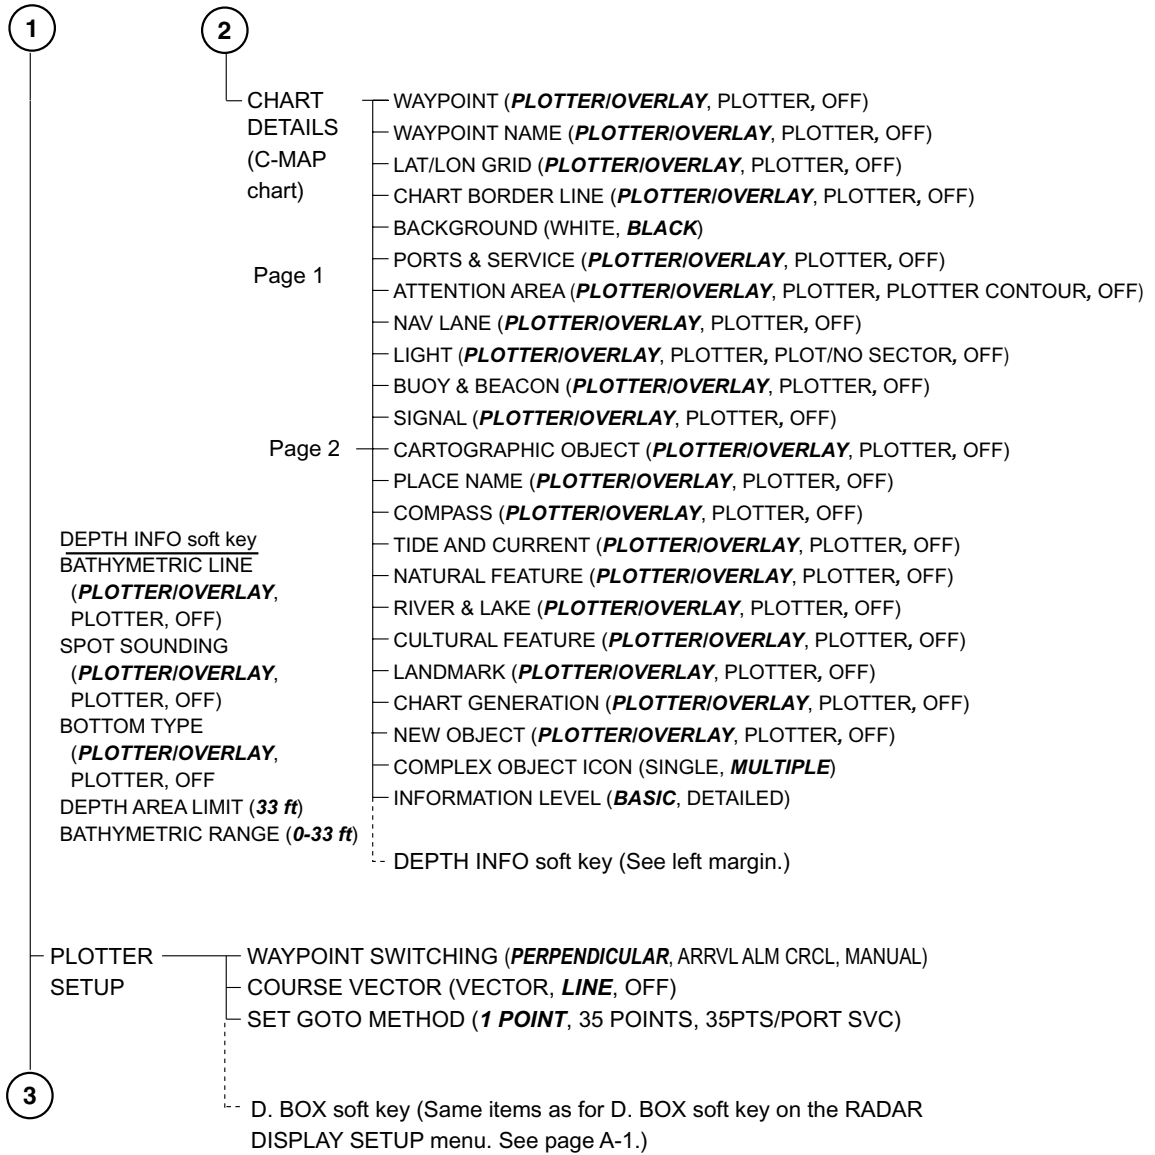 1
2
CHART
DETAILS
(C-MAP
chart)
WAYPOINT (PLOTTER/OVERLAY, PLOTTER, OFF)
WAYPOINT NAME (PLOTTER/OVERLAY, PLOTTER, OFF)
LAT/LON GRID (PLOTTER/OVERLAY, PLOTTER, OFF)
CHART BORDER LINE (PLOTTER/OVERLAY, PLOTTER, OFF)
BACKGROUND (WHITE, BLACK)
Page 1
PORTS & SERVICE (PLOTTER/OVERLAY, PLOTTER, OFF)
ATTENTION AREA (PLOTTER/OVERLAY, PLOTTER, PLOTTER CONTOUR, OFF)
NAV LANE (PLOTTER/OVERLAY, PLOTTER, OFF)
LIGHT (PLOTTER/OVERLAY, PLOTTER, PLOT/NO SECTOR, OFF)
BUOY & BEACON (PLOTTER/OVERLAY, PLOTTER, OFF)
SIGNAL (PLOTTER/OVERLAY, PLOTTER, OFF)
Page 2
CARTOGRAPHIC OBJECT (PLOTTER/OVERLAY, PLOTTER, OFF)
PLACE NAME (PLOTTER/OVERLAY, PLOTTER, OFF)
COMPASS (PLOTTER/OVERLAY, PLOTTER, OFF)
TIDE AND CURRENT (PLOTTER/OVERLAY, PLOTTER, OFF)
NATURAL FEATURE (PLOTTER/OVERLAY, PLOTTER, OFF)
RIVER & LAKE (PLOTTER/OVERLAY, PLOTTER, OFF)
CULTURAL FEATURE (PLOTTER/OVERLAY, PLOTTER, OFF)
LANDMARK (PLOTTER/OVERLAY, PLOTTER, OFF)
CHART GENERATION (PLOTTER/OVERLAY, PLOTTER, OFF)
NEW OBJECT (PLOTTER/OVERLAY, PLOTTER, OFF)
COMPLEX OBJECT ICON (SINGLE, MULTIPLE)
INFORMATION LEVEL (BASIC, DETAILED)
DEPTH INFO soft key (See left margin.)
DEPTH INFO soft key
BATHYMETRIC LINE
(PLOTTER/OVERLAY,
PLOTTER, OFF)
SPOT SOUNDING
(PLOTTER/OVERLAY,
PLOTTER, OFF)
BOTTOM TYPE
(PLOTTER/OVERLAY,
PLOTTER, OFF
DEPTH AREA LIMIT (33 ft)
BATHYMETRIC RANGE (0-33 ft)
PLOTTER
SETUP
WAYPOINT SWITCHING (PERPENDICULAR, ARRVL ALM CRCL, MANUAL)
COURSE VECTOR (VECTOR, LINE, OFF)
SET GOTO METHOD (1 POINT, 35 POINTS, 35PTS/PORT SVC)
3
D. BOX soft key (Same items as for D. BOX soft key on the RADAR
DISPLAY SETUP menu. See page A-1.)